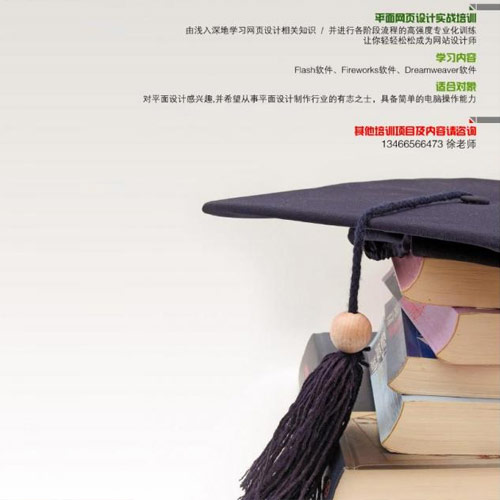 平面网页设计实战培训
由浅入深地学习网页设计相关知识 / 并进行各阶段流程的高强度专业化训练
让你轻轻松松成为网站设计师
学习内容
Flash软件、Fireworks软件、Dreamweaver软件
适合对象
对平面设计感兴趣,并希望从事平面设计制作行业的有志之士，具备简单的电脑操作能力
其他培训项目及内容请咨询
13466566473 徐老师